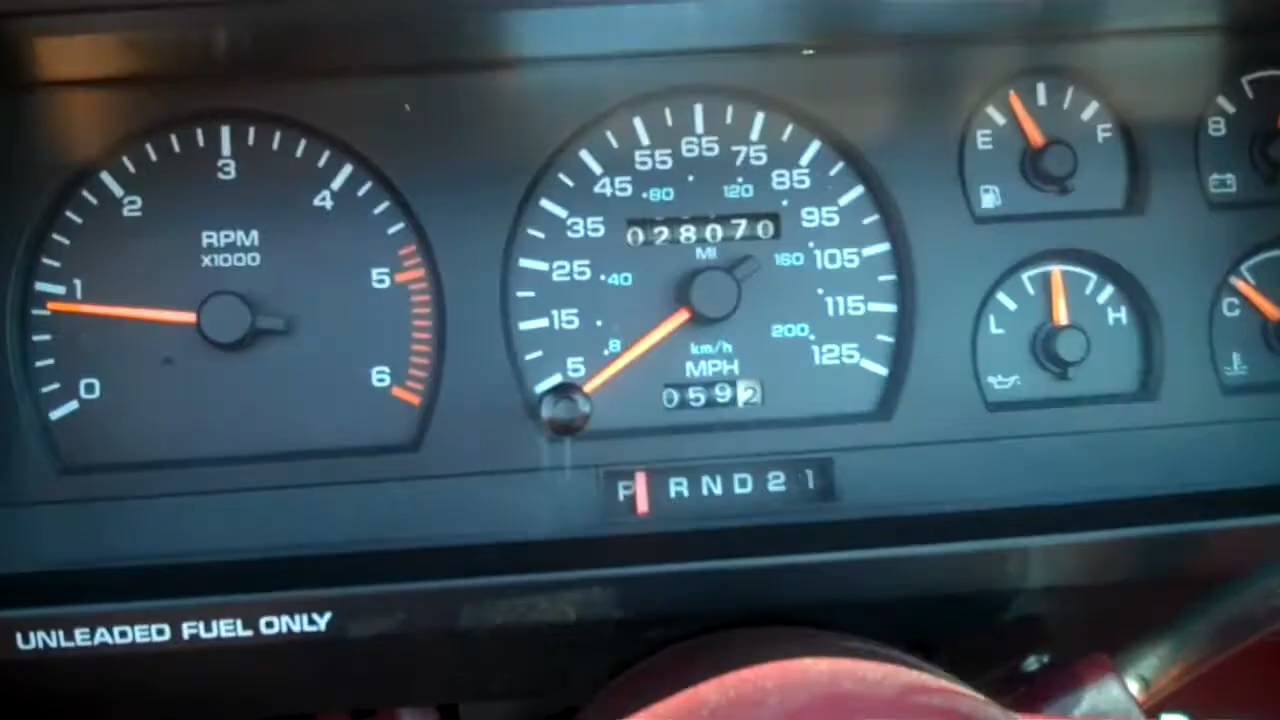 0 1 2 3 4 5 6
RPM
X1000
5 15 25 35 45 55 65 75 85 95 105 115 125
8 40 80 120 160 200
028070
MI
km/h
MPH
0592
P R N D 2 1
E F
L H
8
C
UNLEADED FUEL ONLY